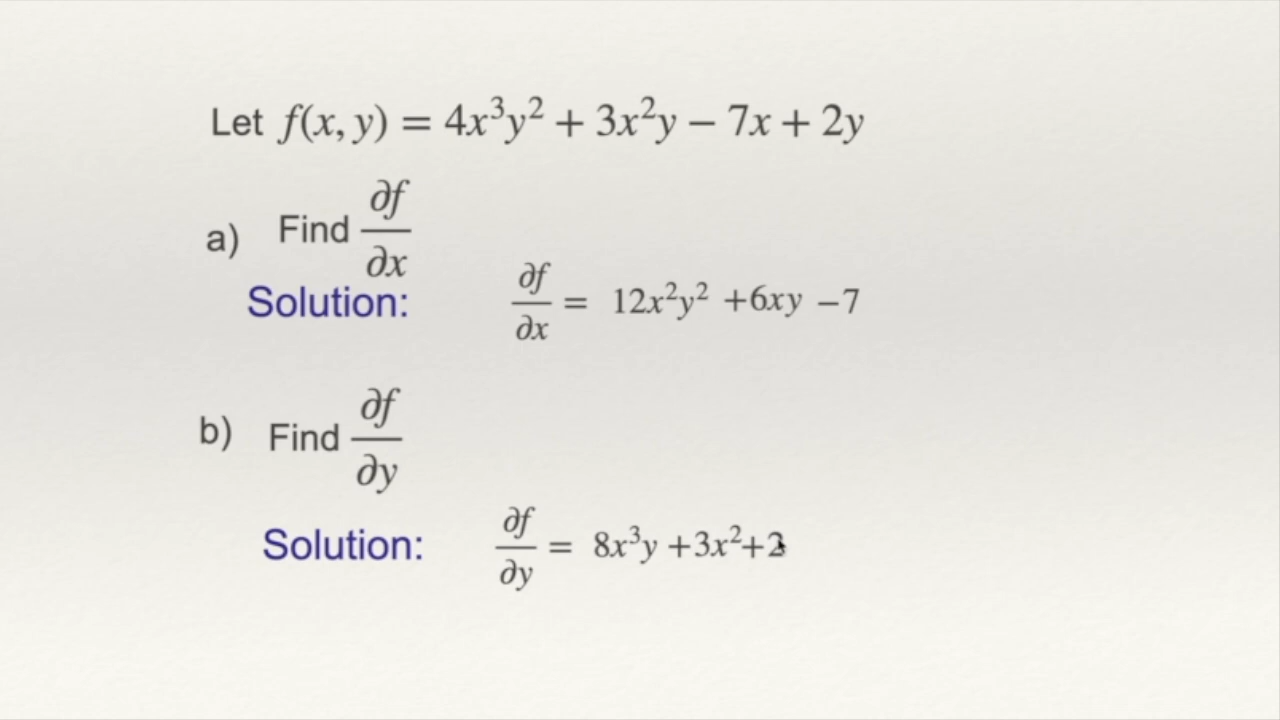 Let f(x, y) = 4x³y² + 3x²y − 7x + 2y
a) Find ∂f/∂x
Solution: ∂f/∂x = 12x²y² +6xy −7
b) Find ∂f/∂y
Solution: ∂f/∂y = 8x³y +3x²+2